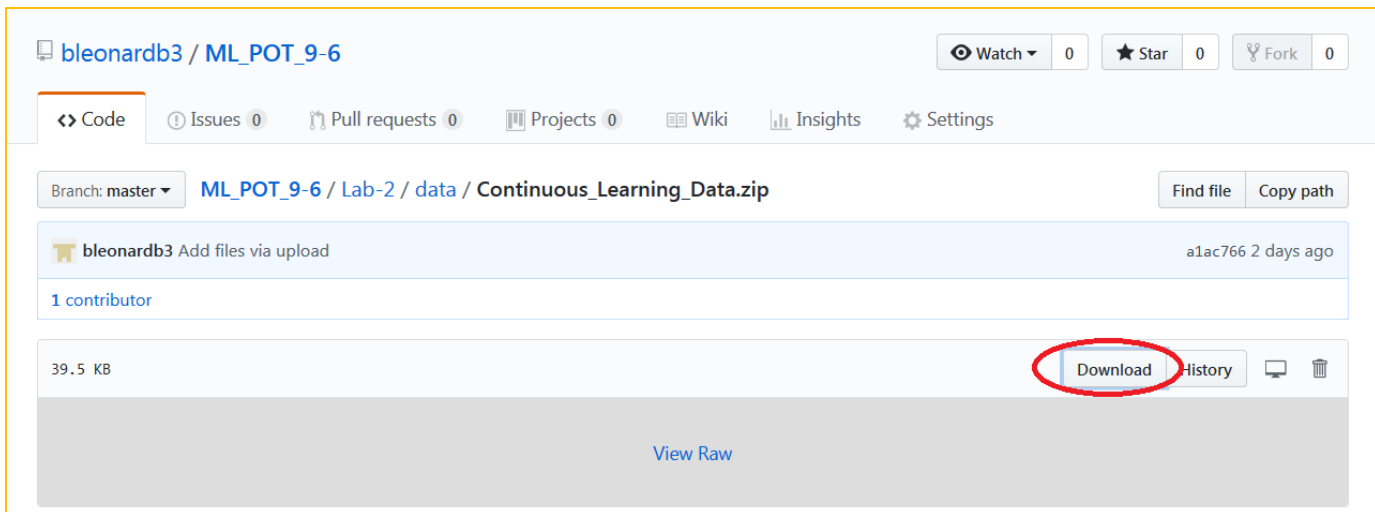 bleonardb3 / ML_POT_9-6 Watch 0 Star 0 Fork 0
Code Issues 0 Pull requests 0 Projects 0 Wiki Insights Settings
Branch: master ML_POT_9-6 / Lab-2 / data / Continuous_Learning_Data.zip Find file Copy path
bleonardb3 Add files via upload a1ac766 2 days ago
1 contributor
39.5 KB Download History
View Raw